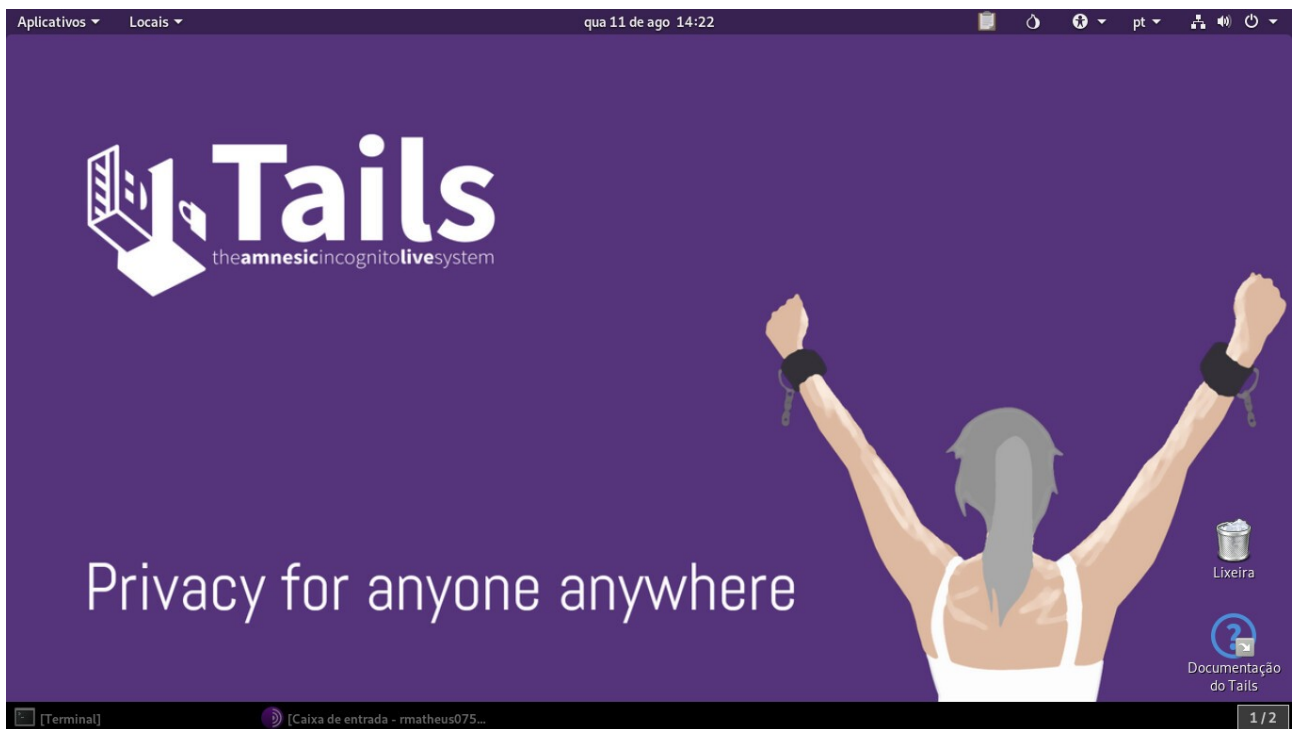 Aplicativos Locais qua 11 de ago 14:22 pt
Tails
theamnesicincognitolivesystem
Privacy for anyone anywhere
Lixeira
?
Documentação
do Tails
[Terminal] [Caixa de entrada - rmatheus075... 1 / 2